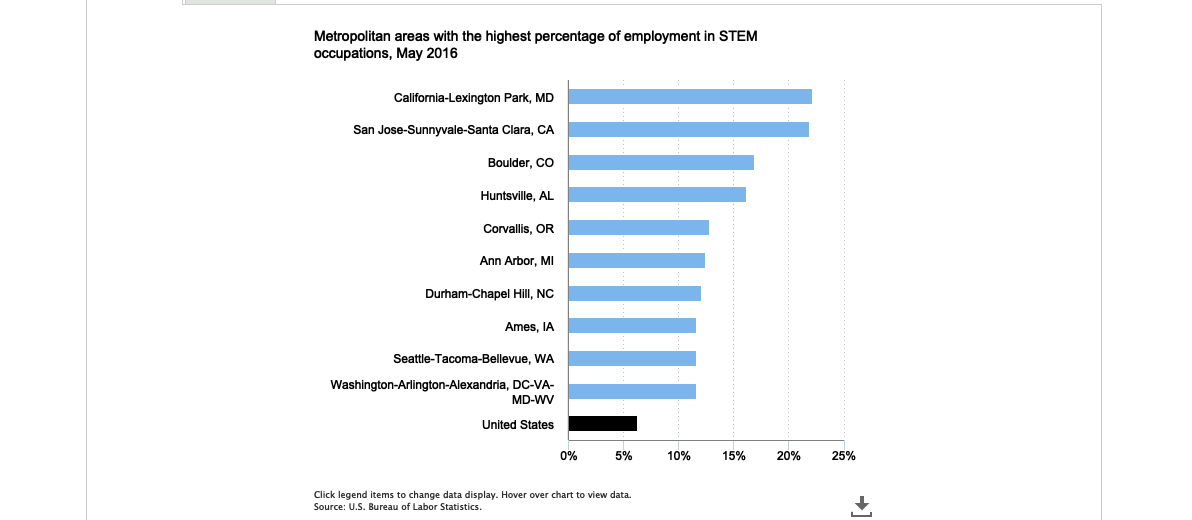 Metropolitan areas with the highest percentage of employment in STEM
occupations, May 2016
California-Lexington Park, MD
San Jose-Sunnyvale-Santa Clara, CA
Boulder, CO
Huntsville, AL
Corvallis, OR
Ann Arbor, MI
Durham-Chapel Hill, NC
Ames, IA
Seattle-Tacoma-Bellevue, WA
Washington-Arlington-Alexandria, DC-VA-
MD-WV
United States
0% 5% 10% 15% 20% 25%
Click legend items to change data display. Hover over chart to view data.
Source: U.S. Bureau of Labor Statistics.